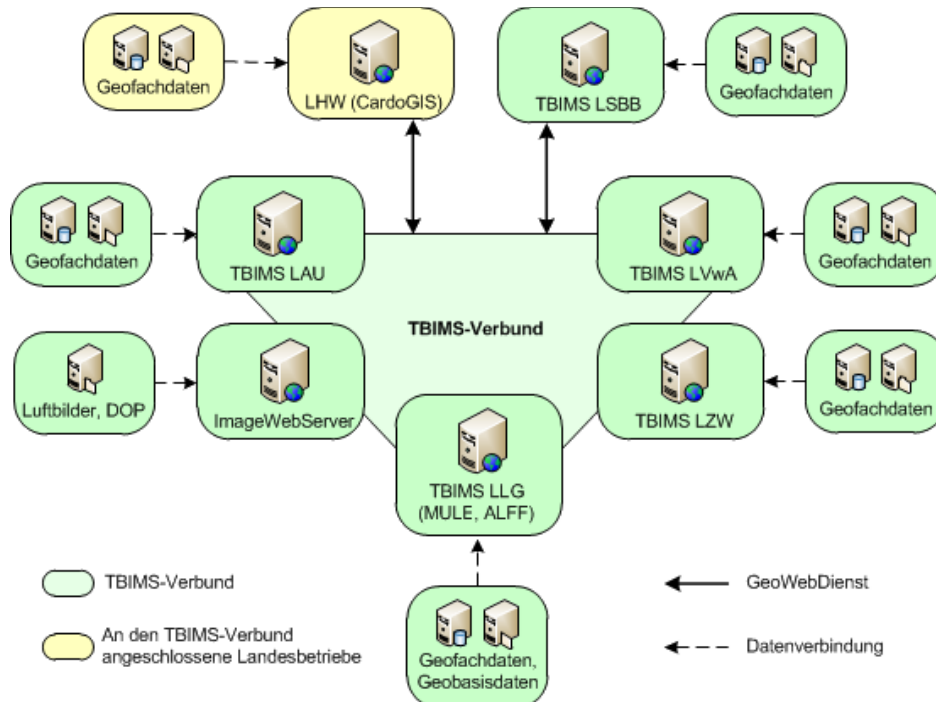 Geofachdaten
LHW (CardoGIS)
TBIMS LSBB
Geofachdaten
Geofachdaten
TBIMS LAU
TBIMS LVwA
Geofachdaten
TBIMS-Verbund
Luftbilder, DOP
ImageWebServer
TBIMS LZW
Geofachdaten
TBIMS LLG
(MULE, ALFF)
TBIMS-Verbund
GeoWebDienst
An den TBIMS-Verbund
angeschlossene Landesbetriebe
Datenverbindung
Geofachdaten,
Geobasisdaten